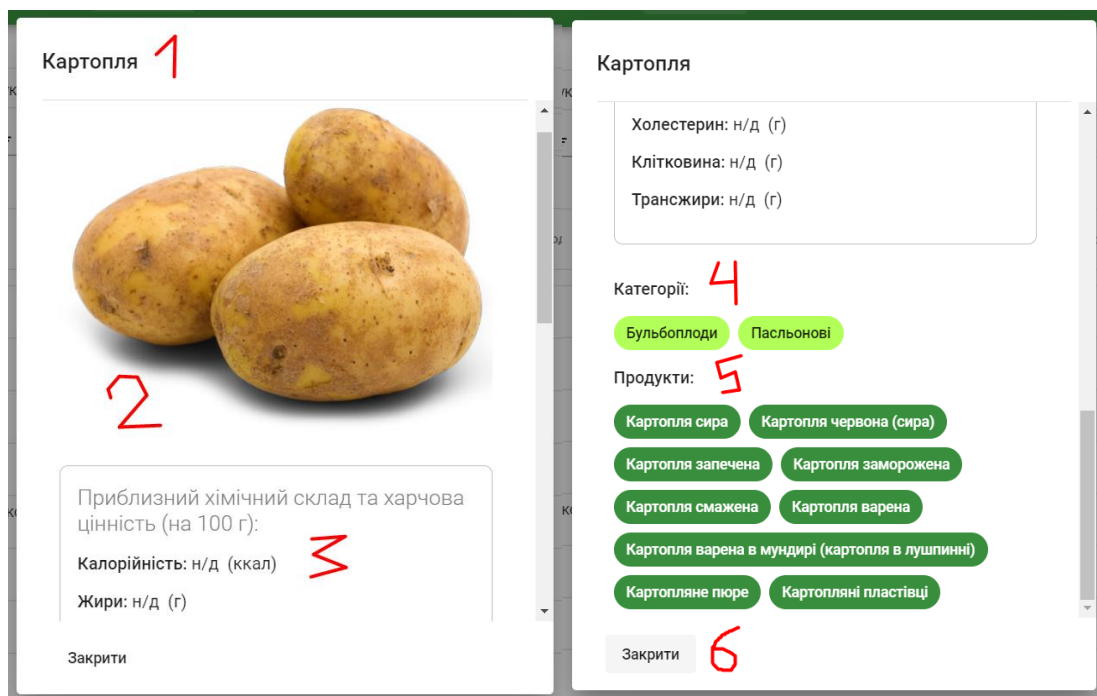 Картопля 1
2
Приблизний хімічний склад та харчова
цінність (на 100 г):
Калорійність: н/д (ккал) 3
Жири: н/д (г)
Закрити
Картопля
Холестерин: н/д (г)
Клітковина: н/д (г)
Трансжири: н/д (г)
Категорії: 4
Бульбоплоди Пасльонові
Продукти: 5
Картопля сира Картопля червона (сира)
Картопля запечена Картопля заморожена
Картопля смажена Картопля варена
Картопля варена в мундирі (картопля в лушпинні)
Картопляне пюре Картопляні пластівці
Закрити 6